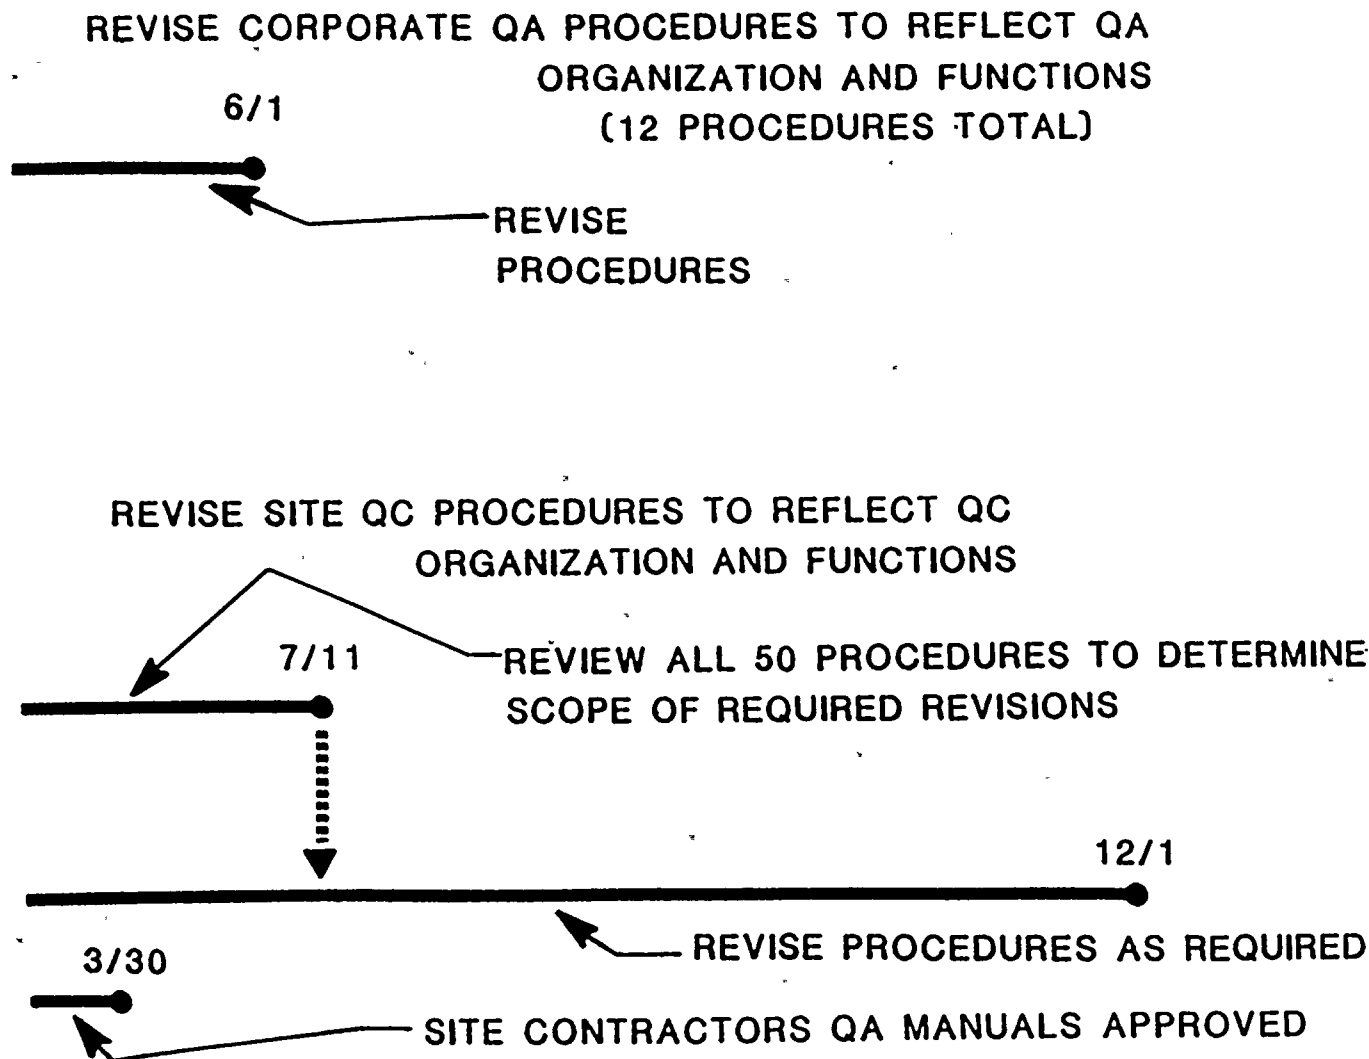 REVISE CORPORATE QA PROCEDURES TO REFLECT QA
ORGANIZATION AND FUNCTIONS
(12 PROCEDURES TOTAL)
6/1
REVISE
PROCEDURES
REVISE SITE QC PROCEDURES TO REFLECT QC
ORGANIZATION AND FUNCTIONS
7/11
REVIEW ALL 50 PROCEDURES TO DETERMINE
SCOPE OF REQUIRED REVISIONS
12/1
REVISE PROCEDURES AS REQUIRED
3/30
SITE CONTRACTORS QA MANUALS APPROVED